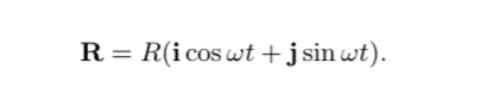 R = R(i cos ωt + j sin ωt).